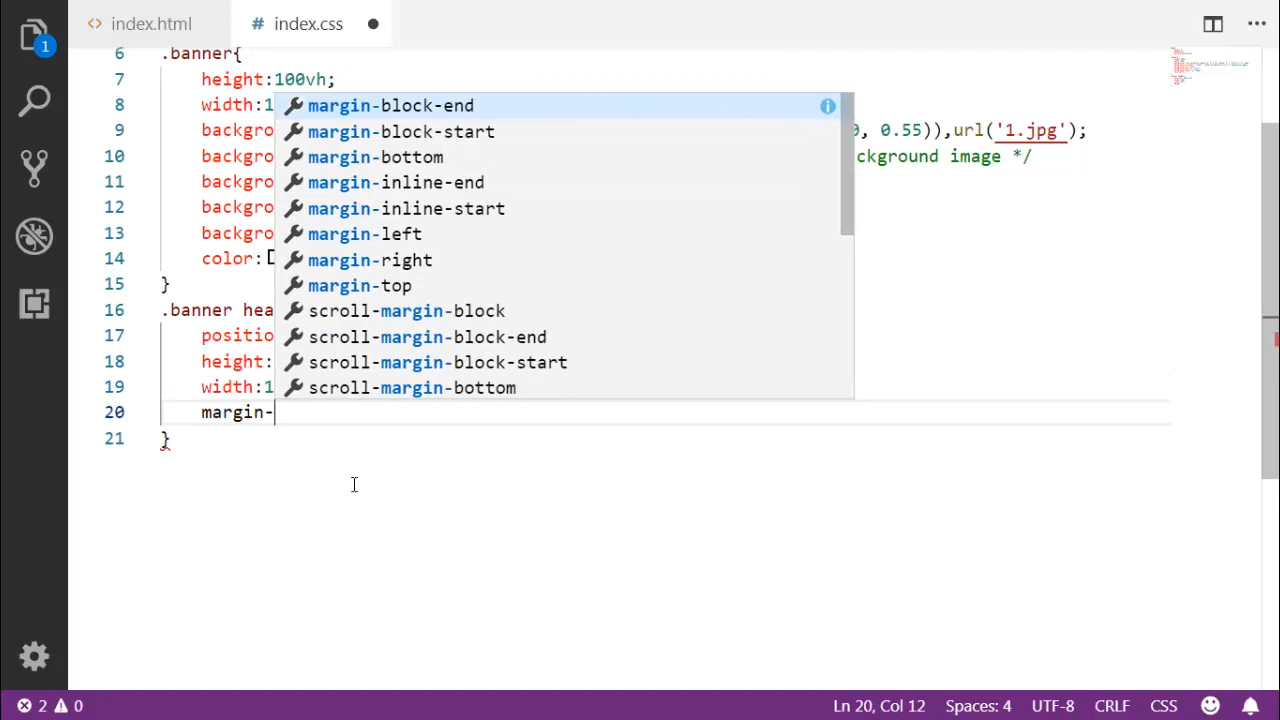 <> index.html
# index.css
1
6 .banner{
7 height:100vh;
8 width:1
9 backgro 0, 0.55)),url('1.jpg');
10 backgro ckground image */
11 backgro
12 backgro
13 backgro
14 color:
15 }
16 .banner hea
17 positio
18 height:
19 width:1
20 margin-
21 }
margin-block-end
margin-block-start
margin-bottom
margin-inline-end
margin-inline-start
margin-left
margin-right
margin-top
scroll-margin-block
scroll-margin-block-end
scroll-margin-block-start
scroll-margin-bottom
2 0 Ln 20, Col 12 Spaces: 4 UTF-8 CRLF CSS